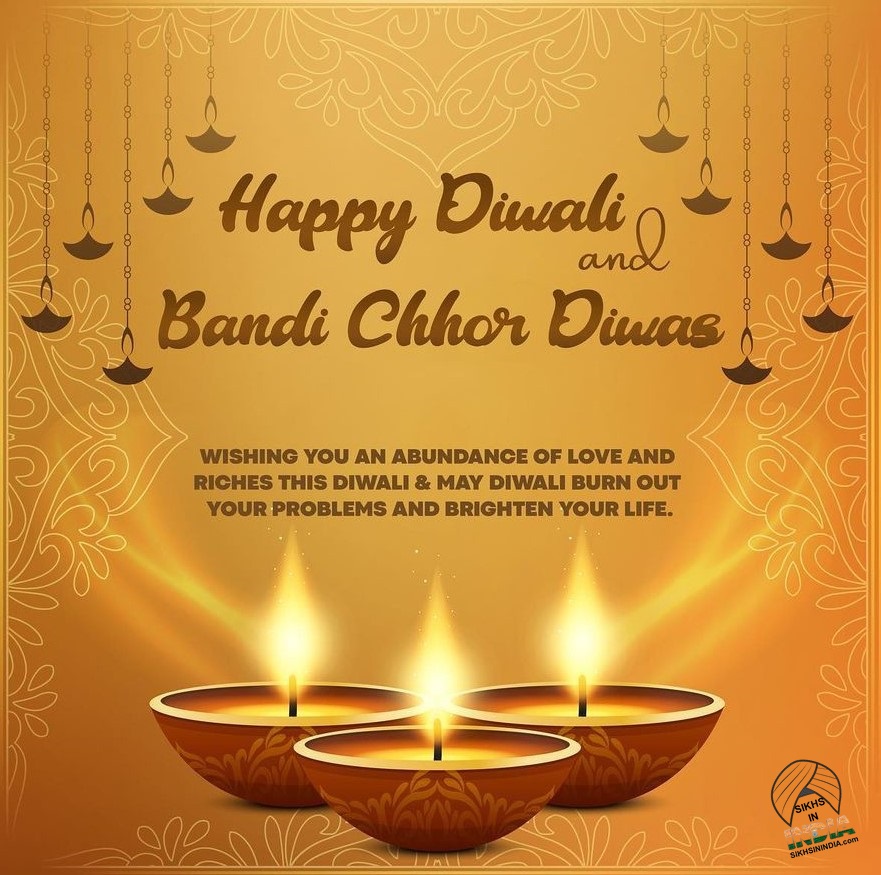 Happy Diwali
and
Bandi Chhor Diwas
WISHING YOU AN ABUNDANCE OF LOVE AND
RICHES THIS DIWALI & MAY DIWALI BURN OUT
YOUR PROBLEMS AND BRIGHTEN YOUR LIFE.
SIKHS
IN
INDIA
SIKHSININDIA.com